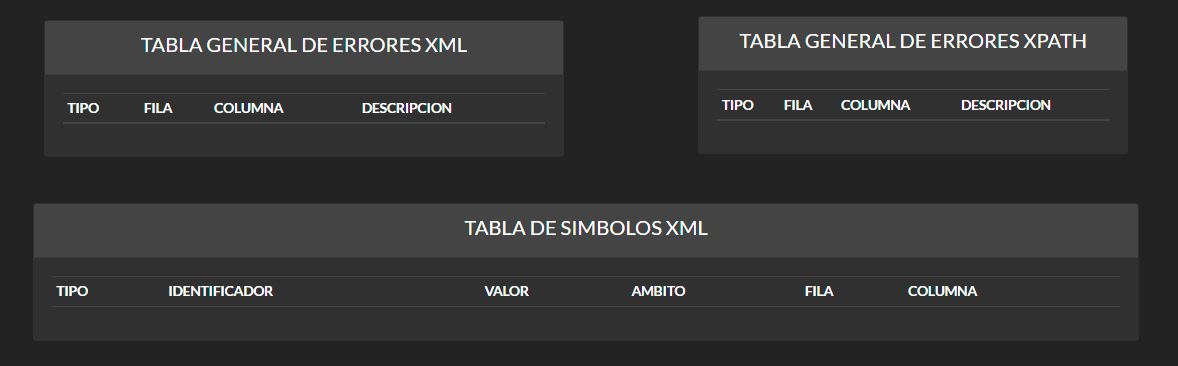 TABLA GENERAL DE ERRORES XML
TIPO FILA COLUMNA DESCRIPCION
TABLA GENERAL DE ERRORES XPATH
TIPO FILA COLUMNA DESCRIPCION
TABLA DE SIMBOLOS XML
TIPO IDENTIFICADOR VALOR AMBITO FILA COLUMNA